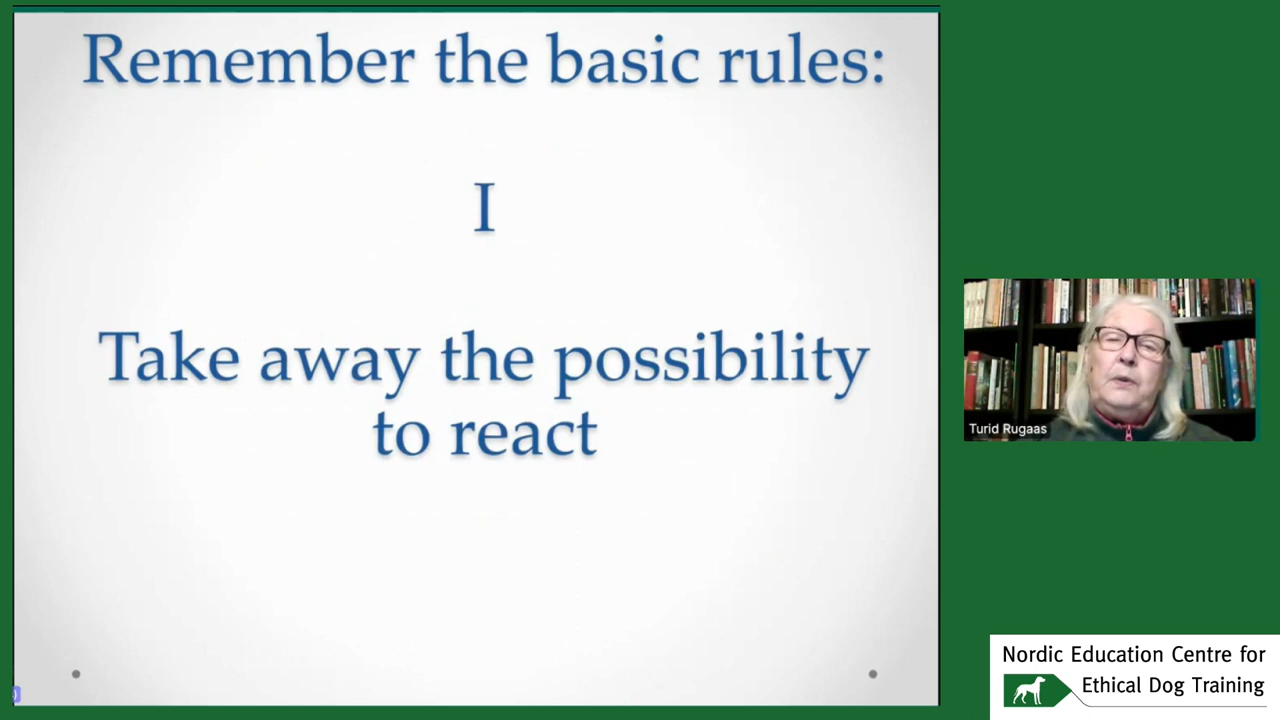 Remember the basic rules:
I
Take away the possibility
to react
Turid Rugaas
Nordic Education Centre for
Ethical Dog Training